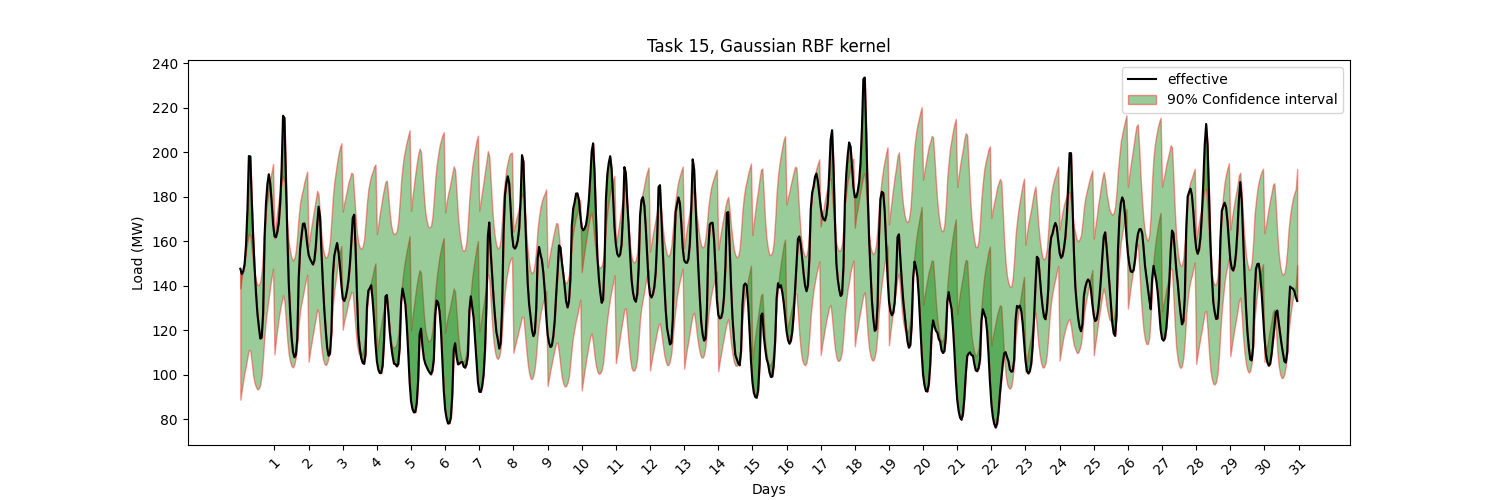 Task 15, Gaussian RBF kernel
effective
90% Confidence interval
Load (MW)
240
220
200
180
160
140
120
100
80
1 2 3 4 5 6 7 8 9 10 11 12 13 14 15 16 17 18 19 20 21 22 23 24 25 26 27 28 29 30 31
Days